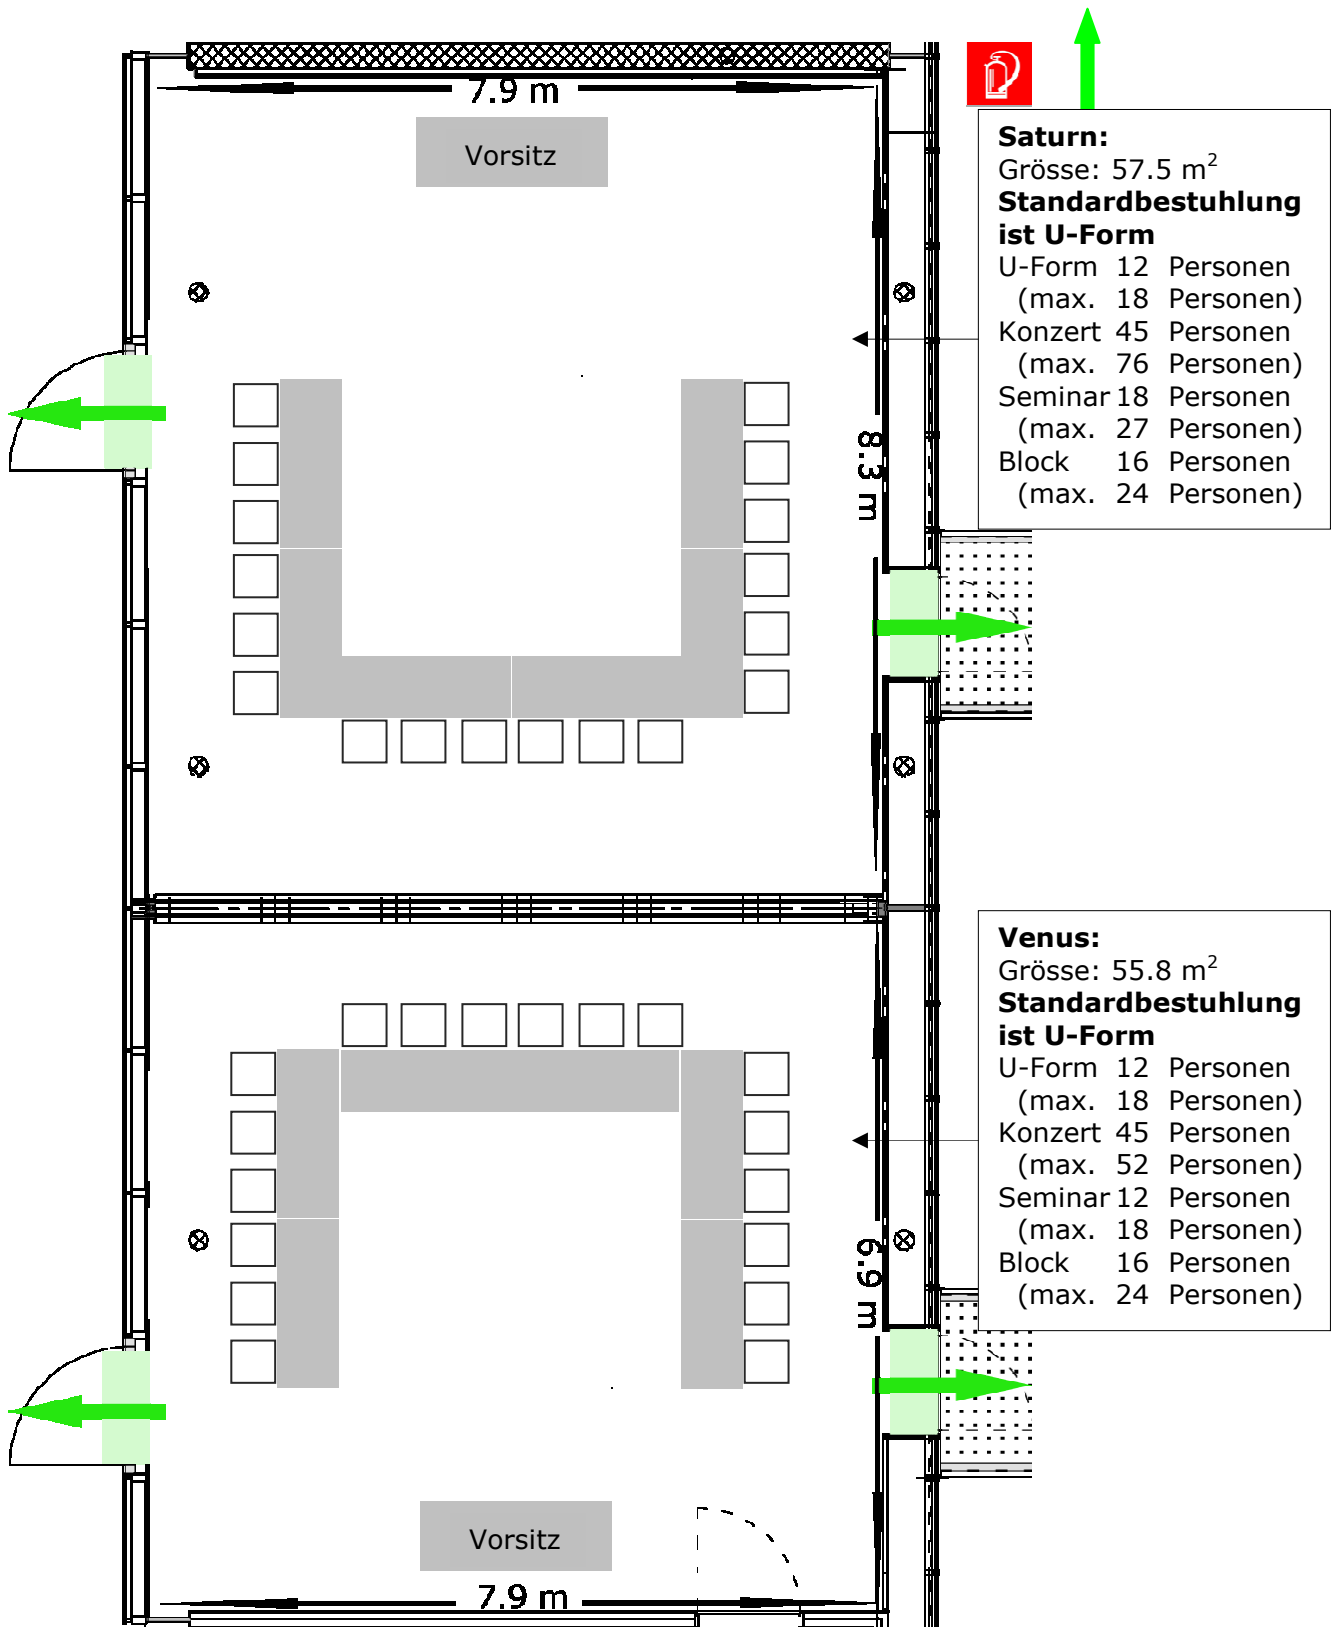 7.9 m
Vorsitz
Saturn:
Grösse: 57.5 m²
Standardbestuhlung
ist U-Form
U-Form 12 Personen
(max. 18 Personen)
Konzert 45 Personen
(max. 76 Personen)
Seminar 18 Personen
(max. 27 Personen)
Block 16 Personen
(max. 24 Personen)
8.3 m
Venus:
Grösse: 55.8 m²
Standardbestuhlung
ist U-Form
U-Form 12 Personen
(max. 18 Personen)
Konzert 45 Personen
(max. 52 Personen)
Seminar 12 Personen
(max. 18 Personen)
Block 16 Personen
(max. 24 Personen)
6.9 m
Vorsitz
7.9 m